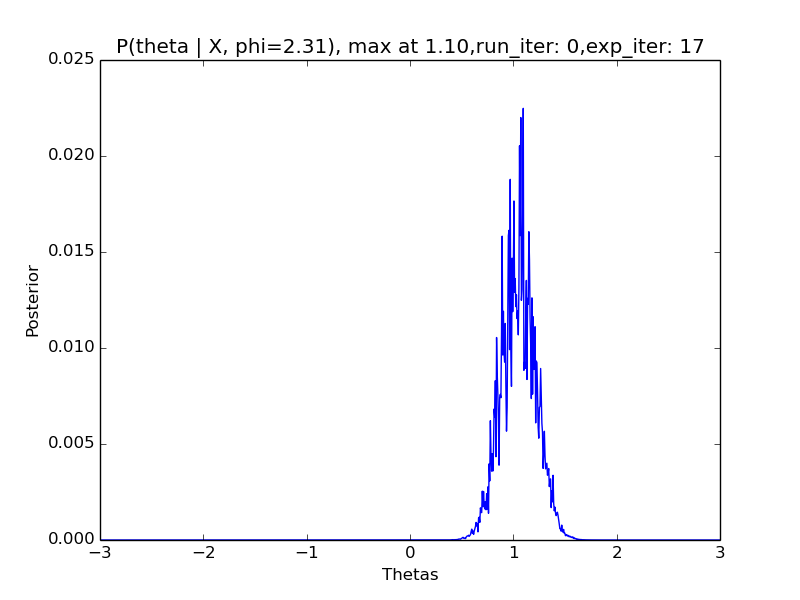 P(theta | X, phi=2.31), max at 1.10,run_iter: 0,exp_iter: 17
0.025
0.020
0.015
0.010
0.005
0.000
Posterior
−3 −2 −1 0 1 2 3
Thetas